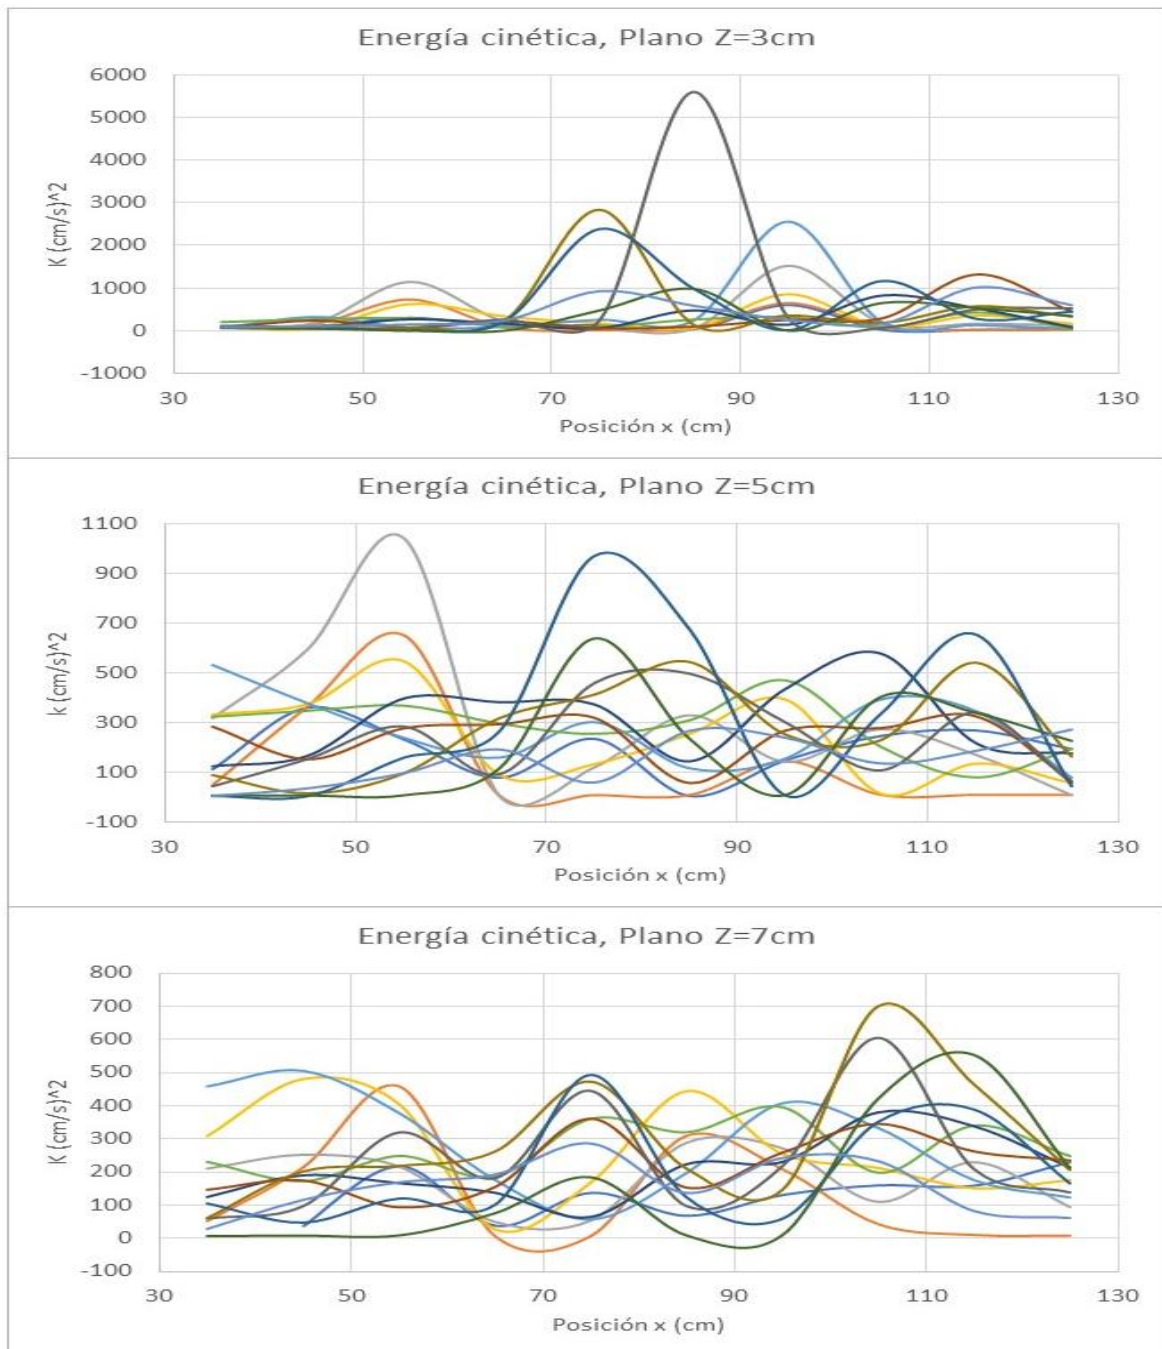 Energía cinética, Plano Z=3cm
6000
5000
4000
3000
2000
1000
0
-1000
K (cm/s)^2
30 50 70 90 110 130
Posición x (cm)
Energía cinética, Plano Z=5cm
1100
900
700
500
300
100
-100
k (cm/s)^2
30 50 70 90 110 130
Posición x (cm)
Energía cinética, Plano Z=7cm
800
700
600
500
400
300
200
100
0
-100
K (cm/s)^2
30 50 70 90 110 130
Posición x (cm)